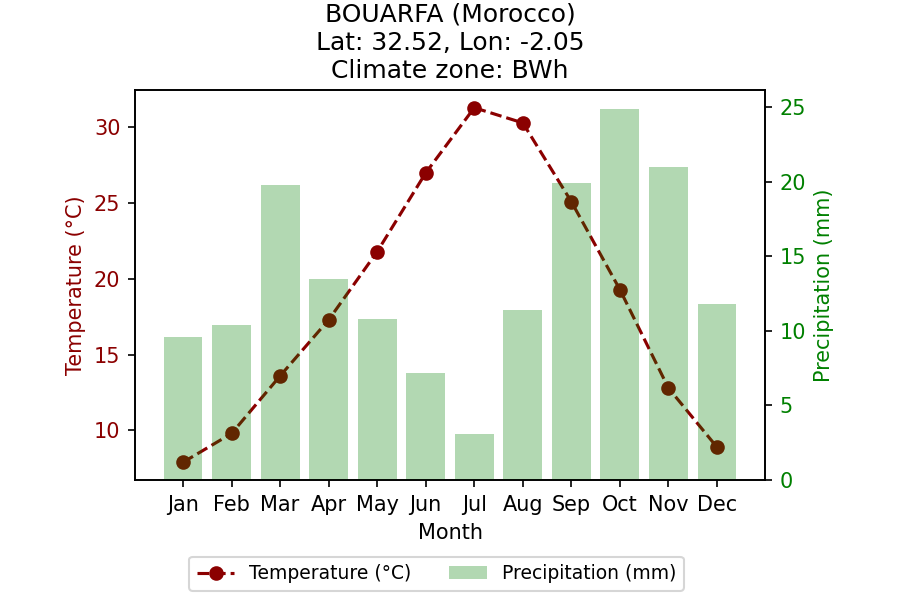 BOUARFA (Morocco)
Lat: 32.52, Lon: -2.05
Climate zone: BWh
30
25
20
15
10
Temperature (°C)
25
20
15
10
5
0
Precipitation (mm)
Jan Feb Mar Apr May Jun Jul Aug Sep Oct Nov Dec
Month
Temperature (°C) Precipitation (mm)